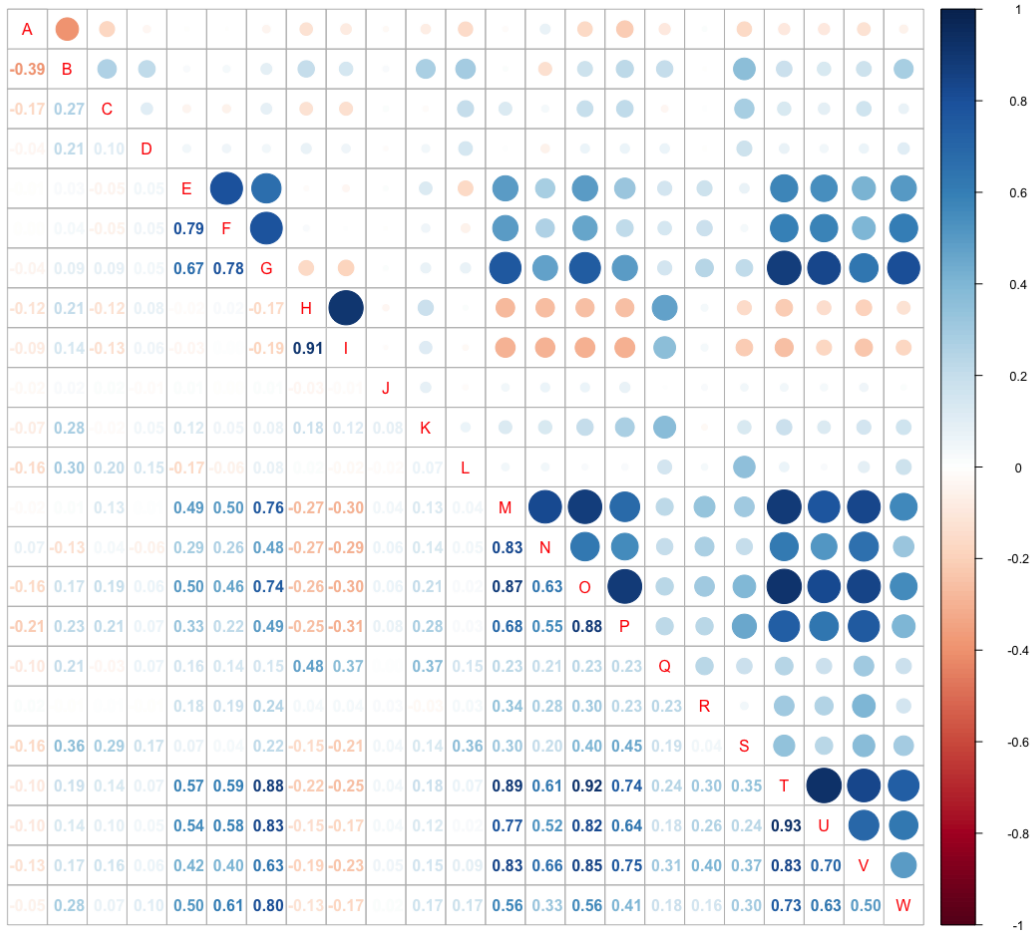 A
1
-0.39 B
0.8
-0.17 0.27 C
-0.04 0.21 0.10 D
0.6
0.03 -0.05 0.05 E
0.04 -0.05 0.05 0.79 F
0.4
-0.04 0.09 0.09 0.05 0.67 0.78 G
-0.12 0.21 -0.12 0.08 -0.17 H
0.2
-0.09 0.14 -0.13 0.06 -0.03 -0.19 0.91 I
-0.03 J
-0.07 0.28 0.05 0.12 0.05 0.08 0.18 0.12 0.08 K
0
-0.16 0.30 0.20 0.15 -0.17 -0.06 0.08 0.07 L
0.13 0.49 0.50 0.76 -0.27 -0.30 0.04 0.13 0.04 M
-0.2
0.07 -0.13 0.04 -0.06 0.29 0.26 0.48 -0.27 -0.29 0.06 0.14 0.05 0.83 N
-0.16 0.17 0.19 0.06 0.50 0.46 0.74 -0.26 -0.30 0.06 0.21 0.87 0.63 O
-0.21 0.23 0.21 0.07 0.33 0.22 0.49 -0.25 -0.31 0.08 0.28 0.03 0.68 0.55 0.88 P
-0.4
-0.10 0.21 -0.03 0.07 0.16 0.14 0.15 0.48 0.37 0.37 0.15 0.23 0.21 0.23 0.23 Q
0.18 0.19 0.24 0.04 0.04 0.03 0.34 0.28 0.30 0.23 0.23 R
-0.6
-0.16 0.36 0.29 0.17 0.07 0.04 0.22 -0.15 -0.21 0.04 0.14 0.36 0.30 0.20 0.40 0.45 0.19 0.04 S
-0.10 0.19 0.14 0.07 0.57 0.59 0.88 -0.22 -0.25 0.04 0.18 0.07 0.89 0.61 0.92 0.74 0.24 0.30 0.35 T
-0.8
-0.10 0.14 0.10 0.05 0.54 0.58 0.83 -0.15 -0.17 0.04 0.12 0.77 0.52 0.82 0.64 0.18 0.26 0.24 0.93 U
-0.13 0.17 0.16 0.06 0.42 0.40 0.63 -0.19 -0.23 0.05 0.15 0.09 0.83 0.66 0.85 0.75 0.31 0.40 0.37 0.83 0.70 V
-0.05 0.28 0.07 0.10 0.50 0.61 0.80 -0.13 -0.17 0.17 0.17 0.56 0.33 0.56 0.41 0.18 0.16 0.30 0.73 0.63 0.50 W
-1